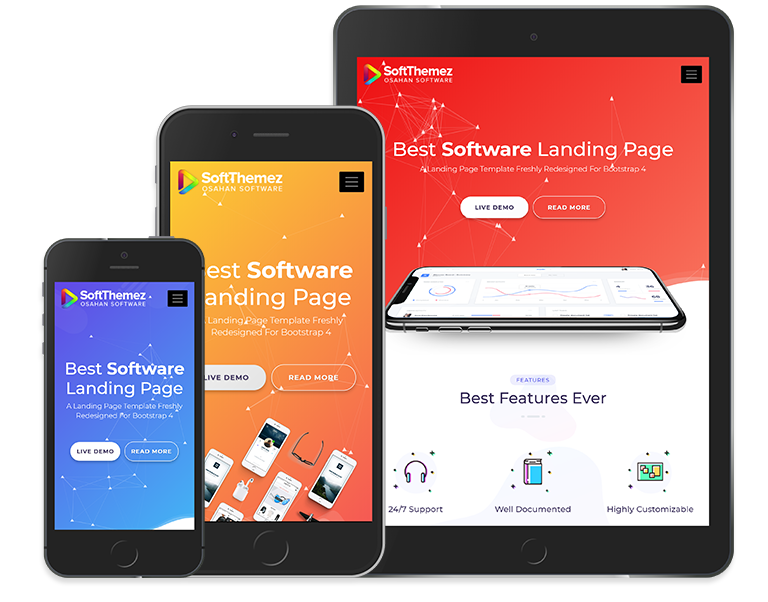 SoftThemez
OSAHAN SOFTWARE
Best Software
Landing Page
A Landing Page Template Freshly
Redesigned For Bootstrap 4
LIVE DEMO
READ MORE
SoftThemez
OSAHAN SOFTWARE
est Software
anding Page
Landing Page Template Freshly
Redesigned For Bootstrap 4
LIVE DEMO
READ MORE
SoftThemez
OSAHAN SOFTWARE
Best Software Landing Page
A Landing Page Template Freshly Redesigned For Bootstrap 4
LIVE DEMO
READ MORE
FEATURES
Best Features Ever
24/7 Support
Well Documented
Highly Customizable